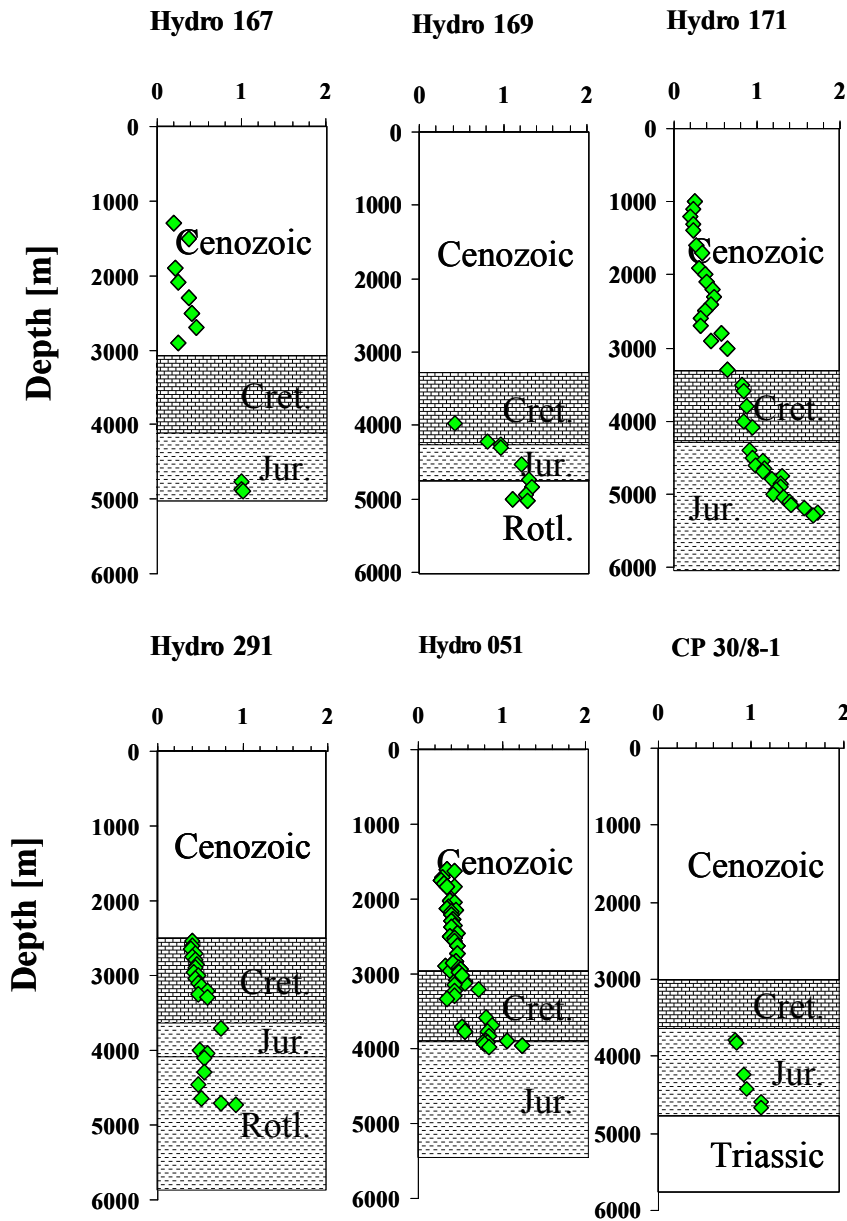 Hydro 167
Hydro 169
Hydro 171
0 1 2
0 1 2
0 1 2
Depth [m]
0
1000
2000
3000
4000
5000
6000
Cenozoic
Cret.
Jur.
0
1000
2000
3000
4000
5000
6000
Cenozoic
Cret.
Jur.
Rotl.
0
1000
2000
3000
4000
5000
6000
Cenozoic
Cret.
Jur.
Hydro 291
Hydro 051
CP 30/8-1
0 1 2
0 1 2
0 1 2
Depth [m]
0
1000
2000
3000
4000
5000
6000
Cenozoic
Cret.
Jur.
Rotl.
0
1000
2000
3000
4000
5000
6000
Cenozoic
Cret.
Jur.
0
1000
2000
3000
4000
5000
6000
Cenozoic
Cret.
Jur.
Triassic